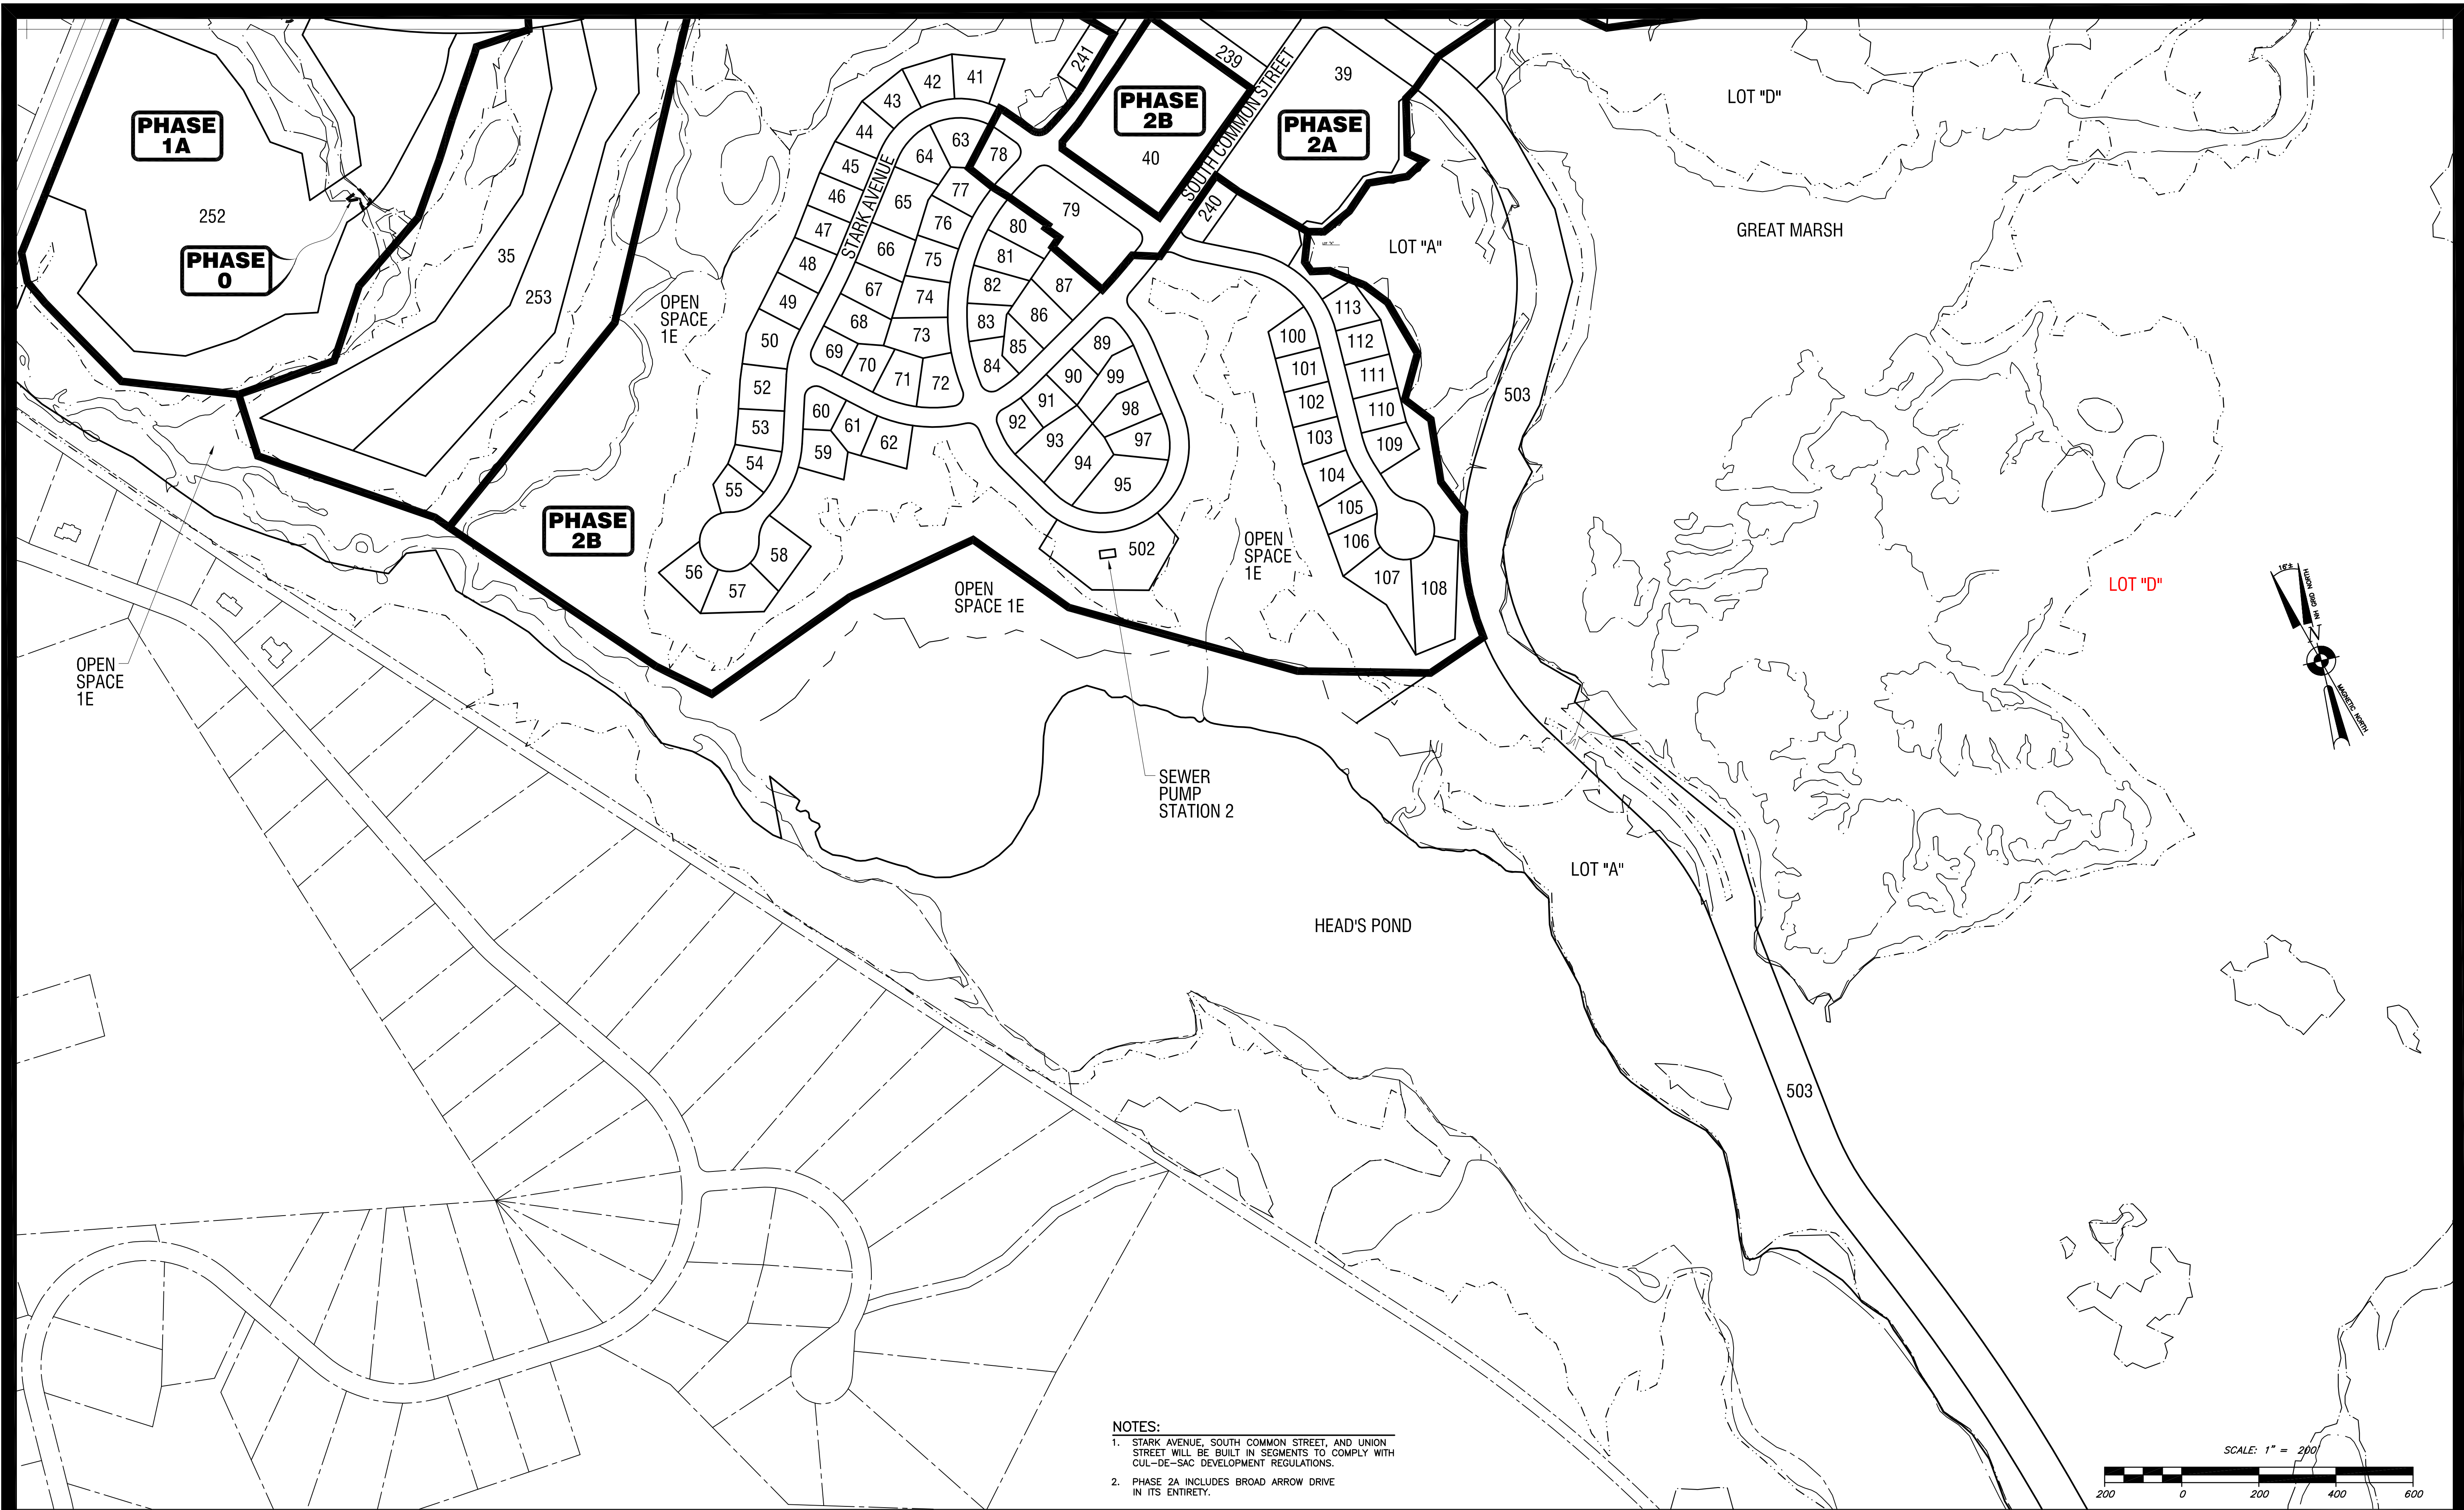 PHASE
1A
252
PHASE
0
35
253
OPEN
SPACE
1E
OPEN
SPACE
1E
PHASE
2B
41
42
43
44
45
46
47
48
49
50
52
53
54
55
56
57
58
59
60
61
62
63
64
65
66
67
68
69
70
71
72
73
74
75
76
77
78
79
80
81
82
83
84
85
86
87
STARK AVENUE
241
239
PHASE
2B
40
SOUTH COMMON STREET
240
39
PHASE
2A
LOT "A"
89
90
91
92
93
94
95
97
98
99
502
OPEN
SPACE 1E
OPEN
SPACE
1E
100
101
102
103
104
105
106
107
108
109
110
111
112
113
503
LOT "D"
GREAT MARSH
LOT "D"
16°±
NH GRID NORTH
N
MAGNETIC NORTH
SEWER
PUMP
STATION 2
LOT "A"
HEAD'S POND
503
NOTES:
1. STARK AVENUE, SOUTH COMMON STREET, AND UNION
STREET WILL BE BUILT IN SEGMENTS TO COMPLY WITH
CUL-DE-SAC DEVELOPMENT REGULATIONS.
2. PHASE 2A INCLUDES BROAD ARROW DRIVE
IN ITS ENTIRETY.
SCALE: 1" = 200'
200 0 200 400 600